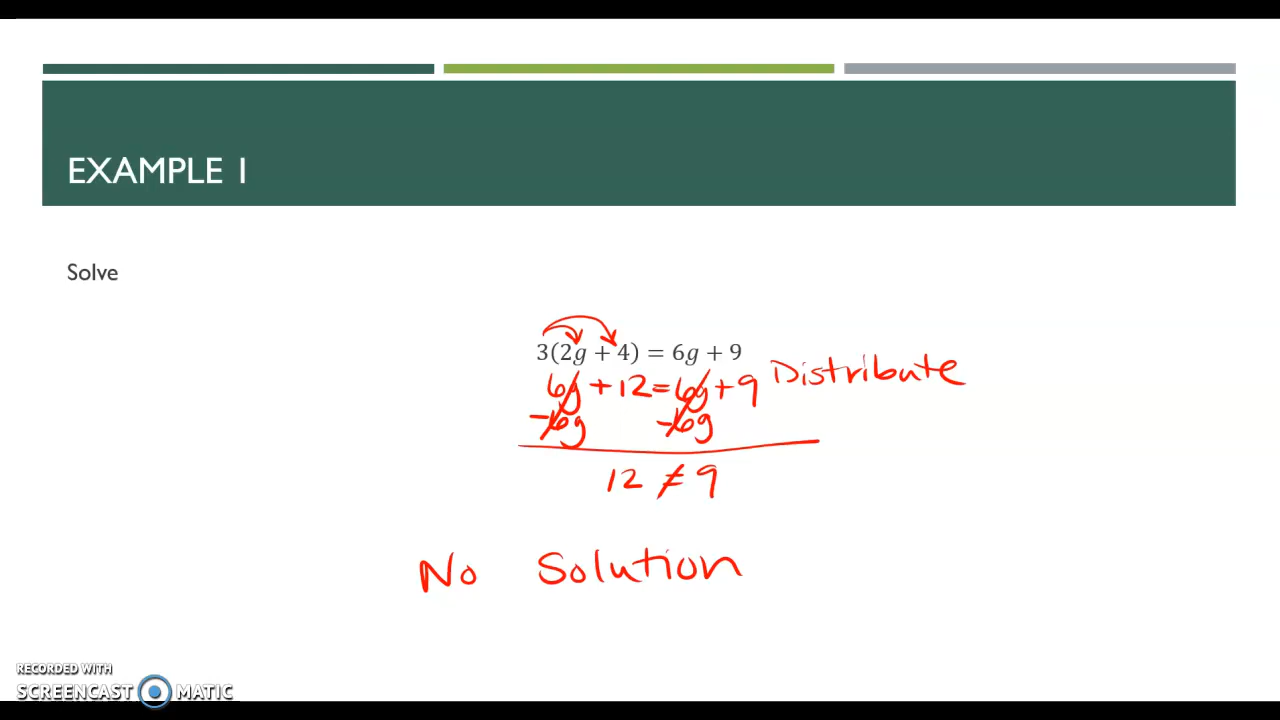 EXAMPLE 1
Solve
3(2g + 4) = 6g + 9
6g + 12 = 6g + 9 Distribute
-6g -6g
12 ≠ 9
No Solution
RECORDED WITH
SCREENCAST MATIC